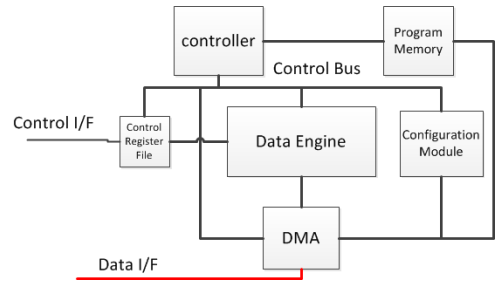 controller
Program
Memory
Control Bus
Control I/F
Control
Register
File
Data Engine
Configuration
Module
DMA
Data I/F